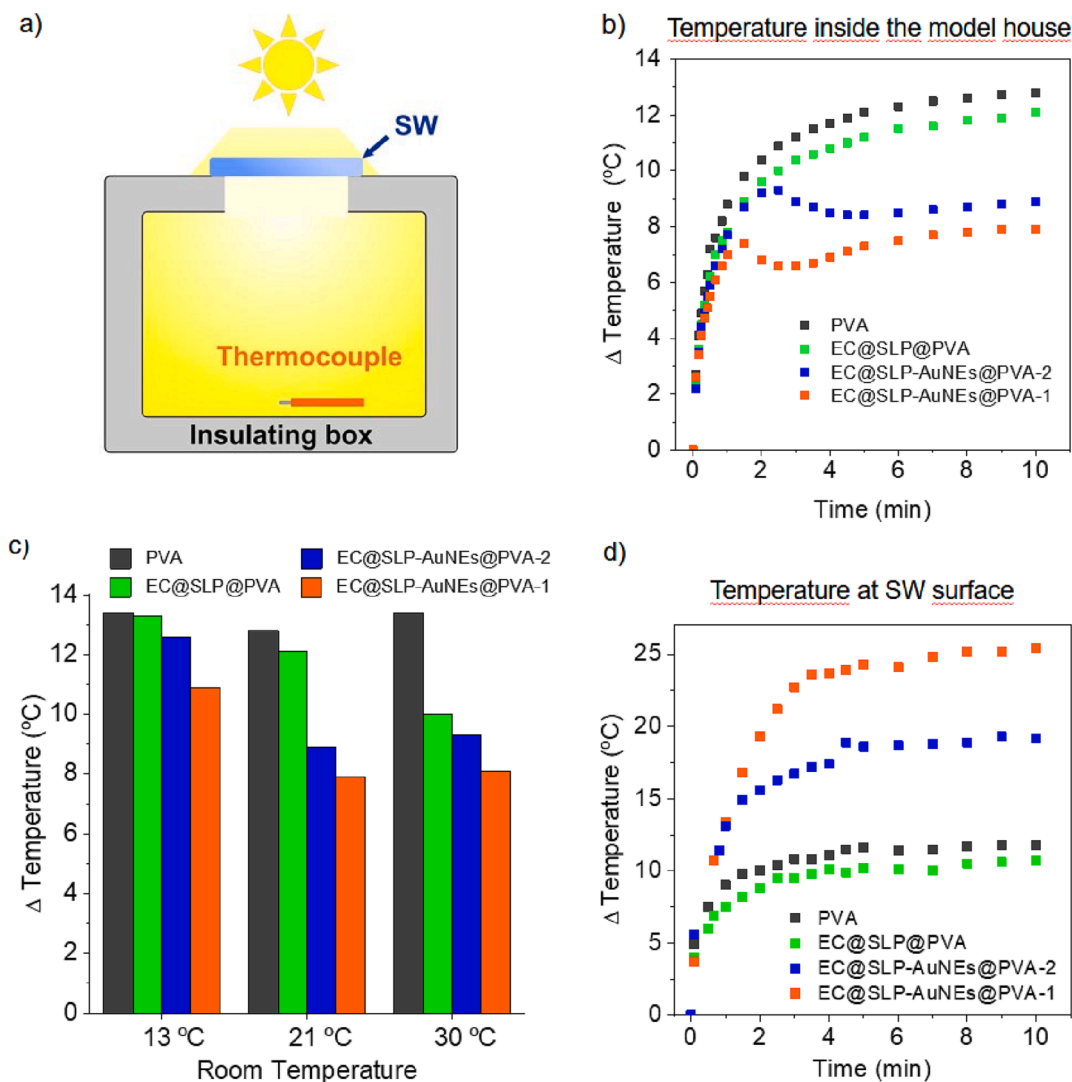 a)
SW
Thermocouple
Insulating box
b)
Temperature inside the model house
Δ Temperature (ºC)
14
12
10
8
6
4
2
0
PVA
EC@SLP@PVA
EC@SLP-AuNEs@PVA-2
EC@SLP-AuNEs@PVA-1
0 2 4 6 8 10
Time (min)
c)
PVA
EC@SLP@PVA
EC@SLP-AuNEs@PVA-2
EC@SLP-AuNEs@PVA-1
Δ Temperature (ºC)
14
12
10
8
6
4
2
0
13 ºC 21 ºC 30 ºC
Room Temperature
d)
Temperature at SW surface
Δ Temperature (ºC)
25
20
15
10
5
0
PVA
EC@SLP@PVA
EC@SLP-AuNEs@PVA-2
EC@SLP-AuNEs@PVA-1
0 2 4 6 8 10
Time (min)